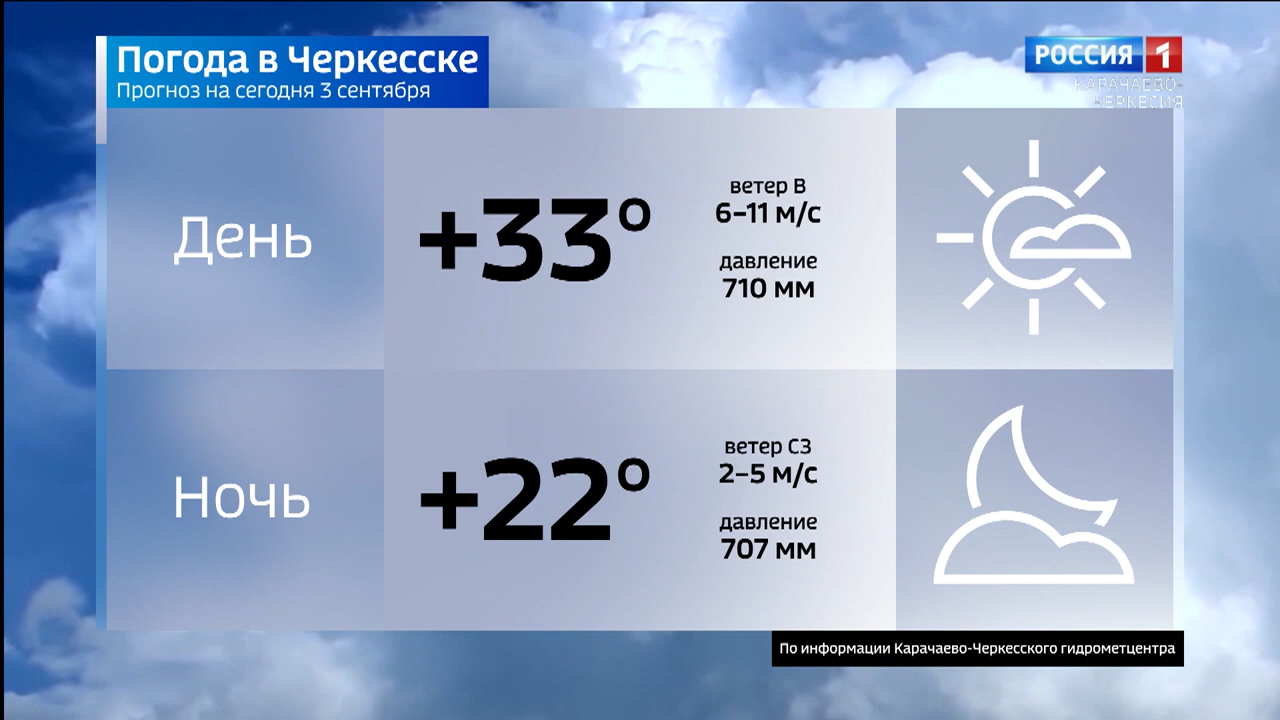 Погода в Черкесске
Прогноз на сегодня 3 сентября
РОССИЯ 1
КАРАЧАЕВО-
ЧЕРКЕСИЯ
День
+33°
ветер В
6–11 м/с
давление
710 мм
Ночь
+22°
ветер СЗ
2–5 м/с
давление
707 мм
По информации Карачаево-Черкесского гидрометцентра